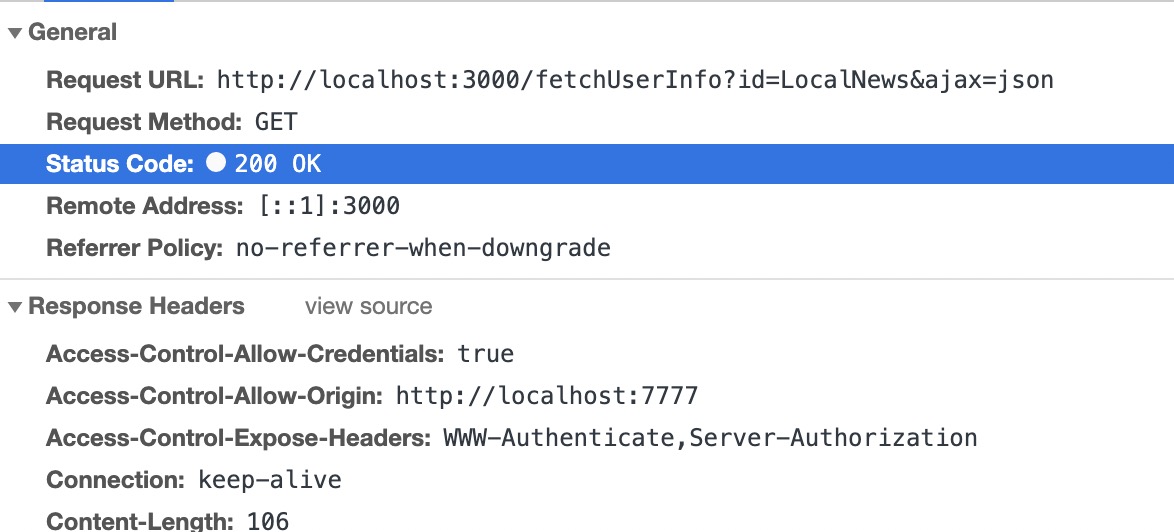 General
Request URL: http://localhost:3000/fetchUserInfo?id=LocalNews&ajax=json
Request Method: GET
Status Code: 200 OK
Remote Address: [::1]:3000
Referrer Policy: no-referrer-when-downgrade
Response Headers view source
Access-Control-Allow-Credentials: true
Access-Control-Allow-Origin: http://localhost:7777
Access-Control-Expose-Headers: WWW-Authenticate,Server-Authorization
Connection: keep-alive
Content-Length: 106